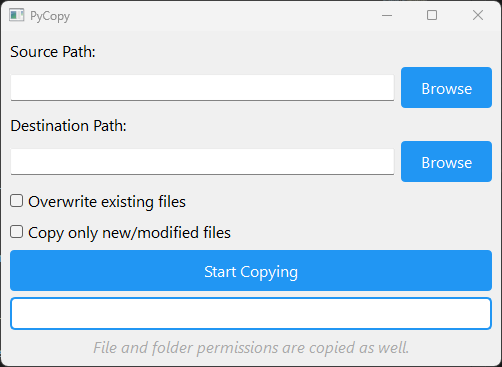 PyCopy
Source Path:
Browse
Destination Path:
Browse
Overwrite existing files
Copy only new/modified files
Start Copying
File and folder permissions are copied as well.